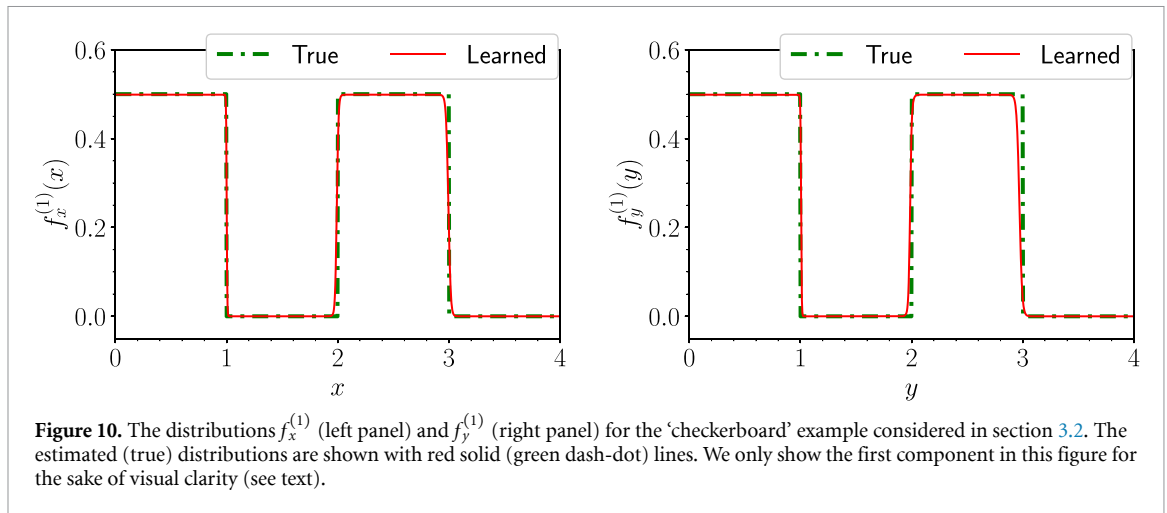 True Learned
0.6
0.4
0.2
0.0
f_x^{(1)}(x)
0 1 2 3 4
x
True Learned
0.6
0.4
0.2
0.0
f_y^{(1)}(y)
0 1 2 3 4
y
Figure 10. The distributions f_x^{(1)} (left panel) and f_y^{(1)} (right panel) for the ‘checkerboard’ example considered in section 3.2. The
estimated (true) distributions are shown with red solid (green dash-dot) lines. We only show the first component in this figure for
the sake of visual clarity (see text).